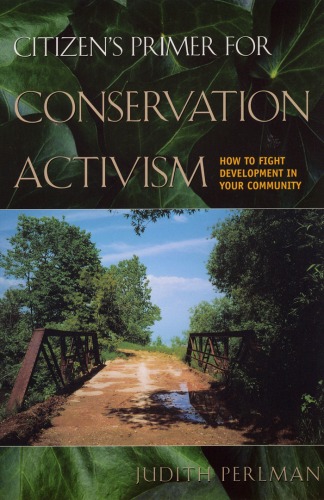 CITIZEN'S PRIMER FOR
CONSERVATION
ACTIVISM
HOW TO FIGHT
DEVELOPMENT IN
YOUR COMMUNITY
JUDITH PERLMAN